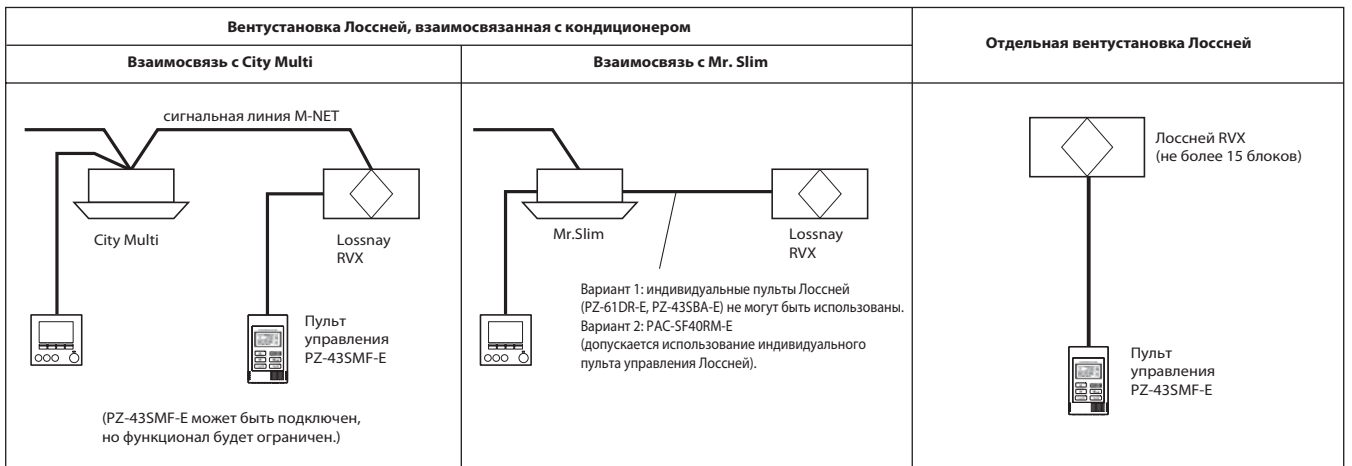 Вентустановка Лоссней, взаимосвязанная с кондиционером
Отдельная вентустановка Лоссней
Взаимосвязь с City Multi
Взаимосвязь с Mr. Slim
сигнальная линия M-NET
City Multi
Lossnay
RVX
Пульт
управления
PZ-43SMF-E
(PZ-43SMF-E может быть подключен,
но функционал будет ограничен.)
Mr.Slim
Lossnay
RVX
Вариант 1: индивидуальные пульты Лоссней
(PZ-61DR-E, PZ-43SBA-E) не могут быть использованы.
Вариант 2: PAC-SF40RM-E
(допускается использование индивидуального
пульта управления Лоссней).
Лоссней RVX
(не более 15 блоков)
Пульт
управления
PZ-43SMF-E